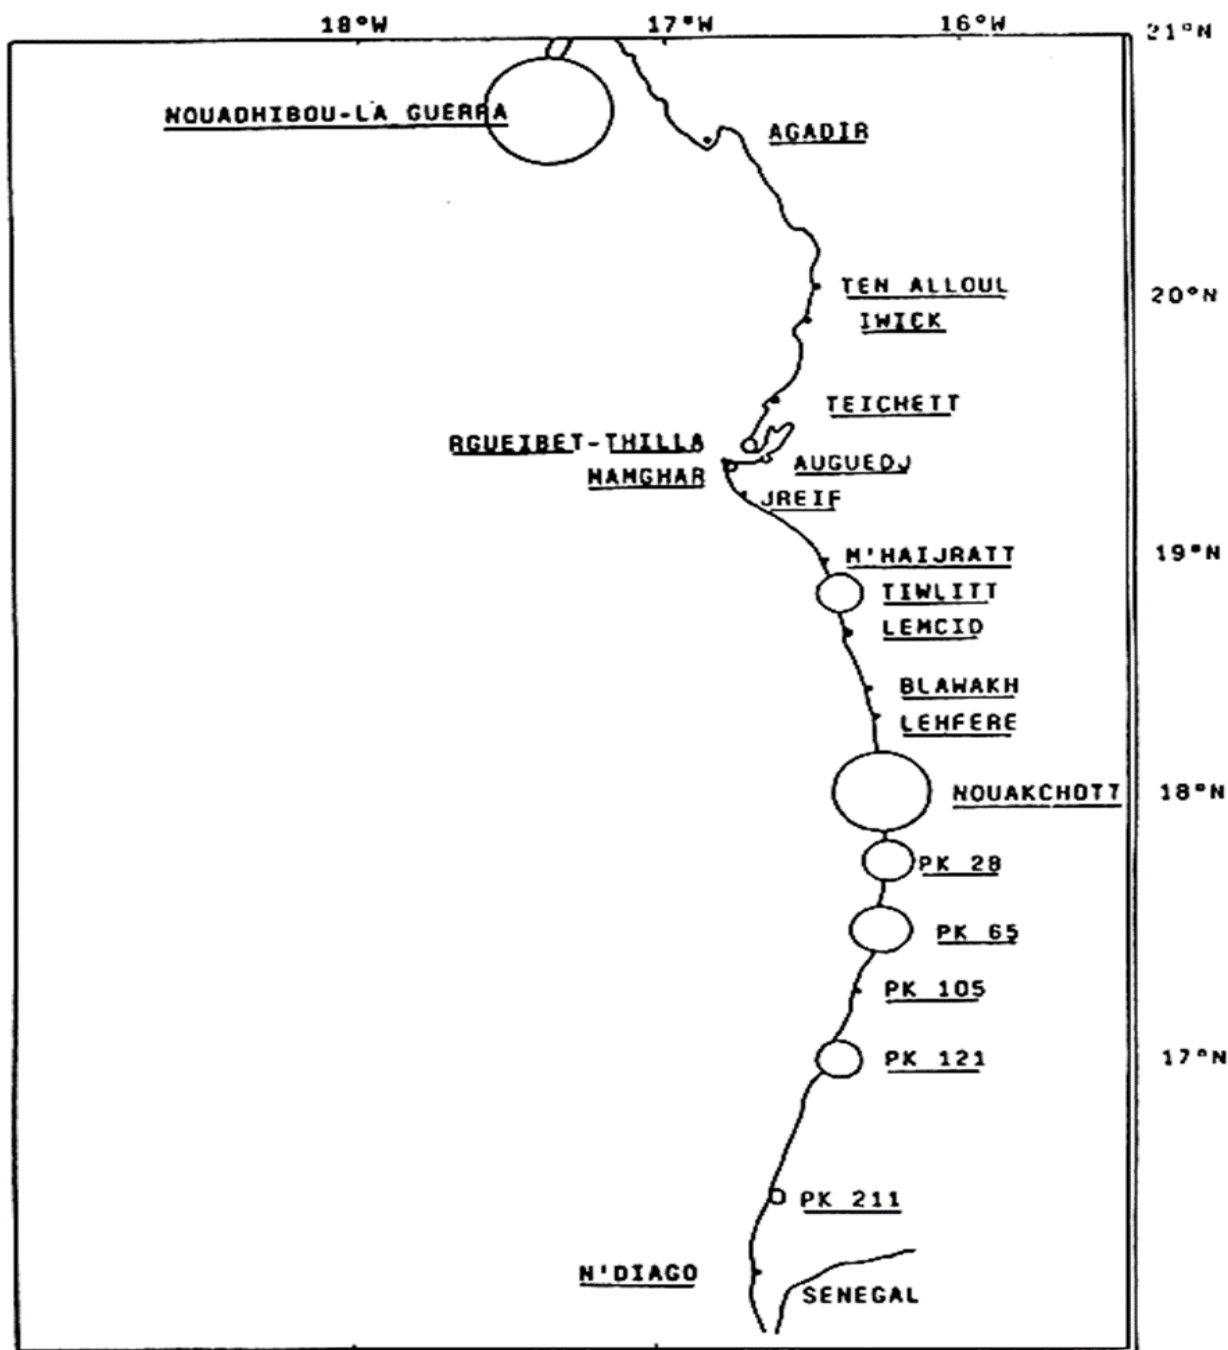 18°W 17°W 16°W
21°N
NOUADHIBOU-LA GUERRA
AGADIR
TEN ALLOUL
20°N
IWICK
TEICHETT
RGUEIBET-THILLA
MAMGHAR
AUGUEDJ
JREIF
M'HAIJRATT
19°N
TIWLITT
LEMCID
BLAWAKH
LEHFERE
NOUAKCHOTT
18°N
PK 28
PK 65
PK 105
PK 121
17°N
PK 211
N'DIAGO
SENEGAL